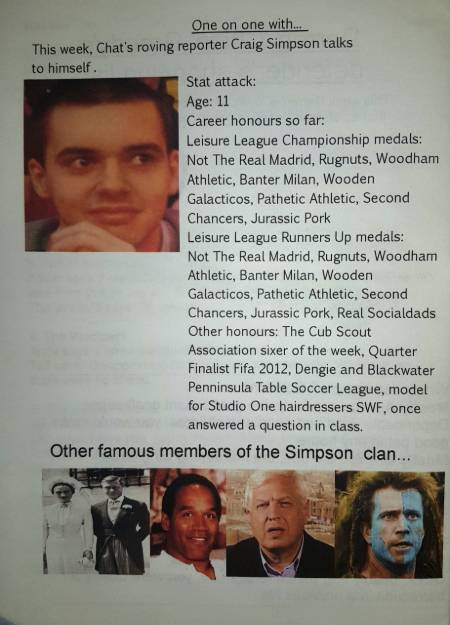 One on one with...
This week, Chat's roving reporter Craig Simpson talks
to himself .
Stat attack:
Age: 11
Career honours so far:
Leisure League Championship medals:
Not The Real Madrid, Rugnuts, Woodham
Athletic, Banter Milan, Wooden
Galacticos, Pathetic Athletic, Second
Chancers, Jurassic Pork
Leisure League Runners Up medals:
Not The Real Madrid, Rugnuts, Woodham
Athletic, Banter Milan, Wooden
Galacticos, Pathetic Athletic, Second
Chancers, Jurassic Pork, Real Socialdads
Other honours: The Cub Scout
Association sixer of the week, Quarter
Finalist Fifa 2012, Dengie and Blackwater
Penninsula Table Soccer League, model
for Studio One hairdressers SWF, once
answered a question in class.
Other famous members of the Simpson clan...